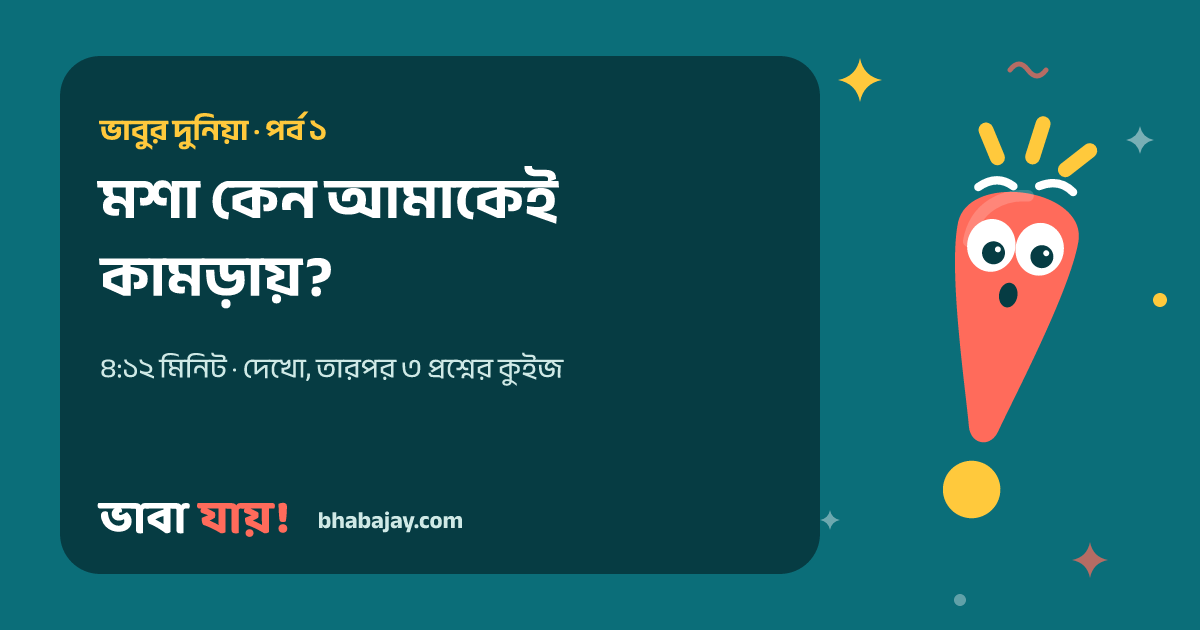 ভাবুর দুনিয়া · পর্ব ১
মশা কেন আমাকেই
কামড়ায়?
৪:১২ মিনিট · দেখো, তারপর ৩ প্রশ্নের কুইজ
ভাবা যায়! bhabajay.com